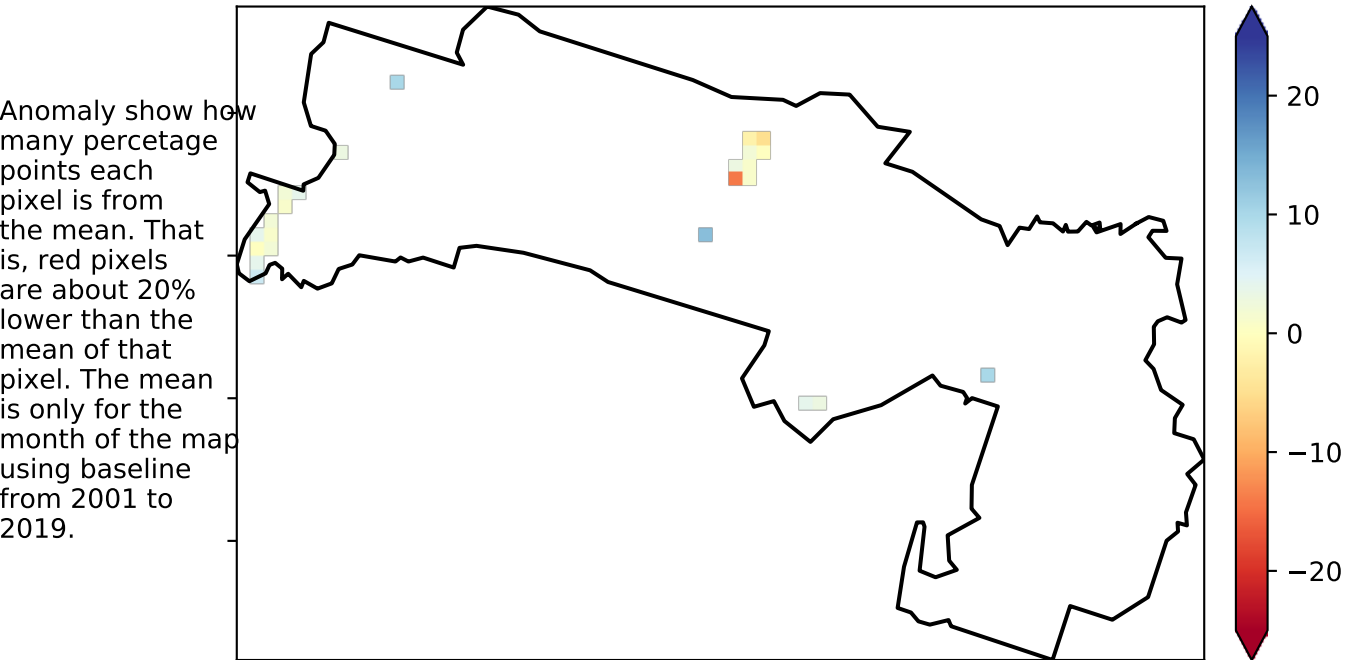 Anomaly show how
many percetage
points each
pixel is from
the mean. That
is, red pixels
are about 20%
lower than the
mean of that
pixel. The mean
is only for the
month of the map
using baseline
from 2001 to
2019.
20
10
0
−10
−20